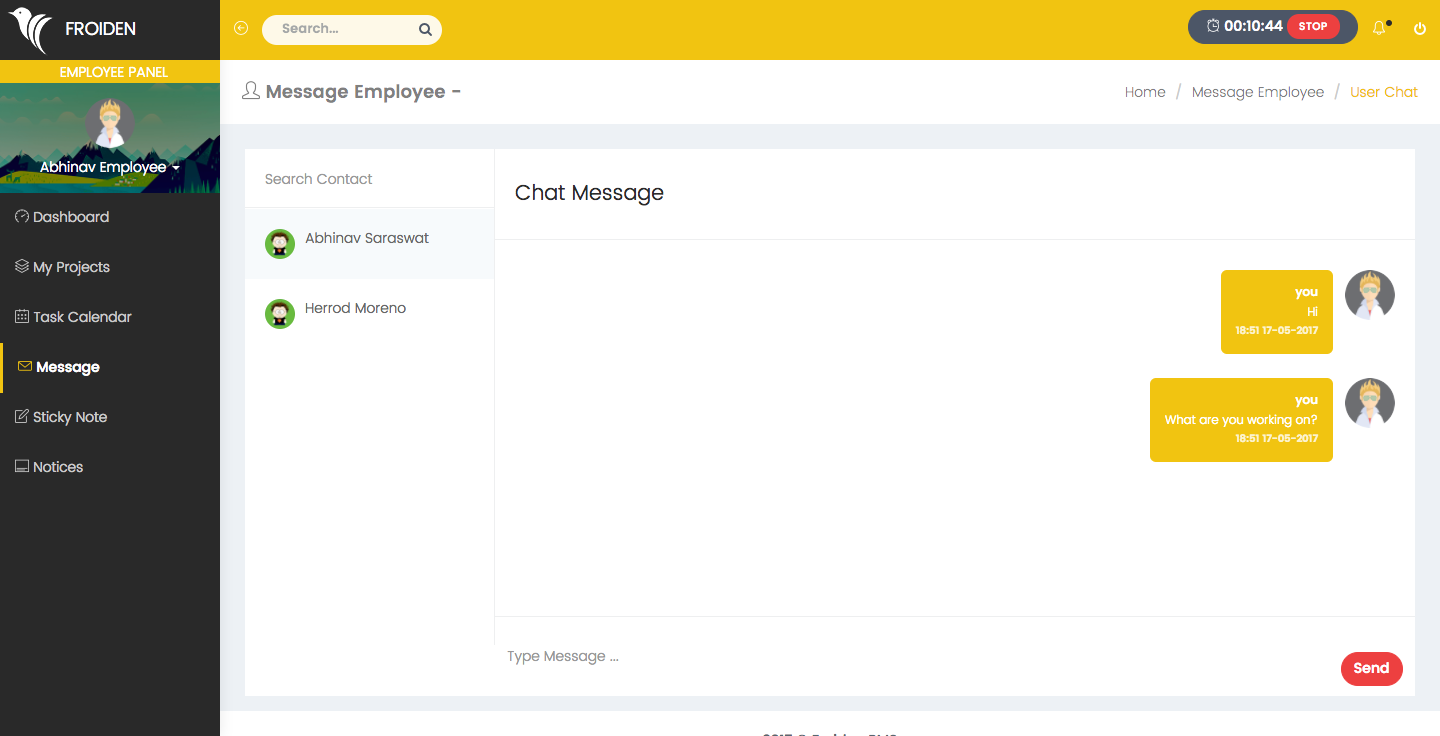 FROIDEN
Search...
00:10:44 STOP
EMPLOYEE PANEL
Abhinav Employee
Dashboard
My Projects
Task Calendar
Message
Sticky Note
Notices
Message Employee -
Home / Message Employee / User Chat
Search Contact
Abhinav Saraswat
Herrod Moreno
Chat Message
you
Hi
18:51 17-05-2017
you
What are you working on?
18:51 17-05-2017
Type Message ...
Send